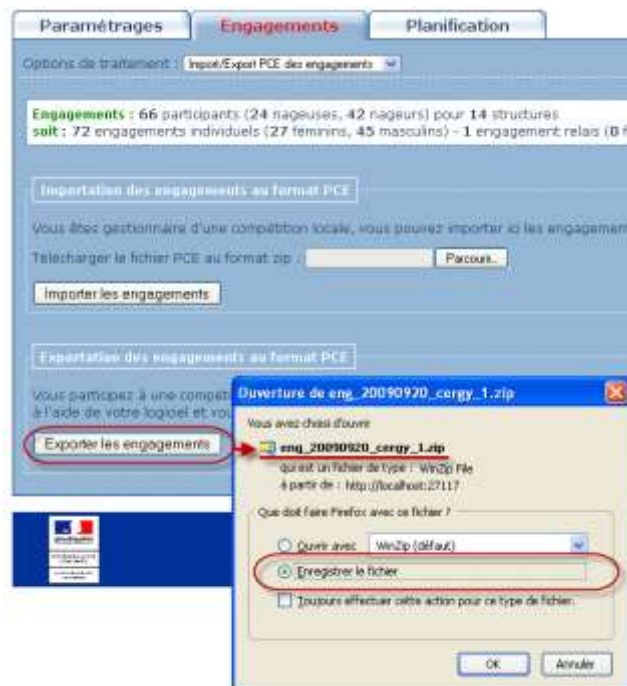 Paramétrages
Engagements
Planification
Options de traitement : Import/Export PCE des engagements
Engagements : 66 participants (24 nageuses, 42 nageurs) pour 14 structures
soit : 72 engagements individuels (27 féminins, 45 masculins) - 1 engagement relais (0 f
Importation des engagements au format PCE
Vous êtes gestionnaire d'une compétition locale, vous pouvez importer ici les engagemen
Télécharger le fichier PCE au format zip :
Parcourir..
Importer les engagements
Exportation des engagements au format PCE
Vous participez à une compéti
à l'aide de votre logiciel et vou
Exporter les engagements
Ouverture de eng_20090920_cergy_1.zip
Vous avez choisi d'ouvrir
eng_20090920_cergy_1.zip
qui est un fichier de type : WinZip File
à partir de : http://localhost:27117
Que doit faire Firefox avec ce fichier ?
Ouvrir avec WinZip (défaut)
Enregistrer le fichier
Toujours effectuer cette action pour ce type de fichier.
OK
Annuler